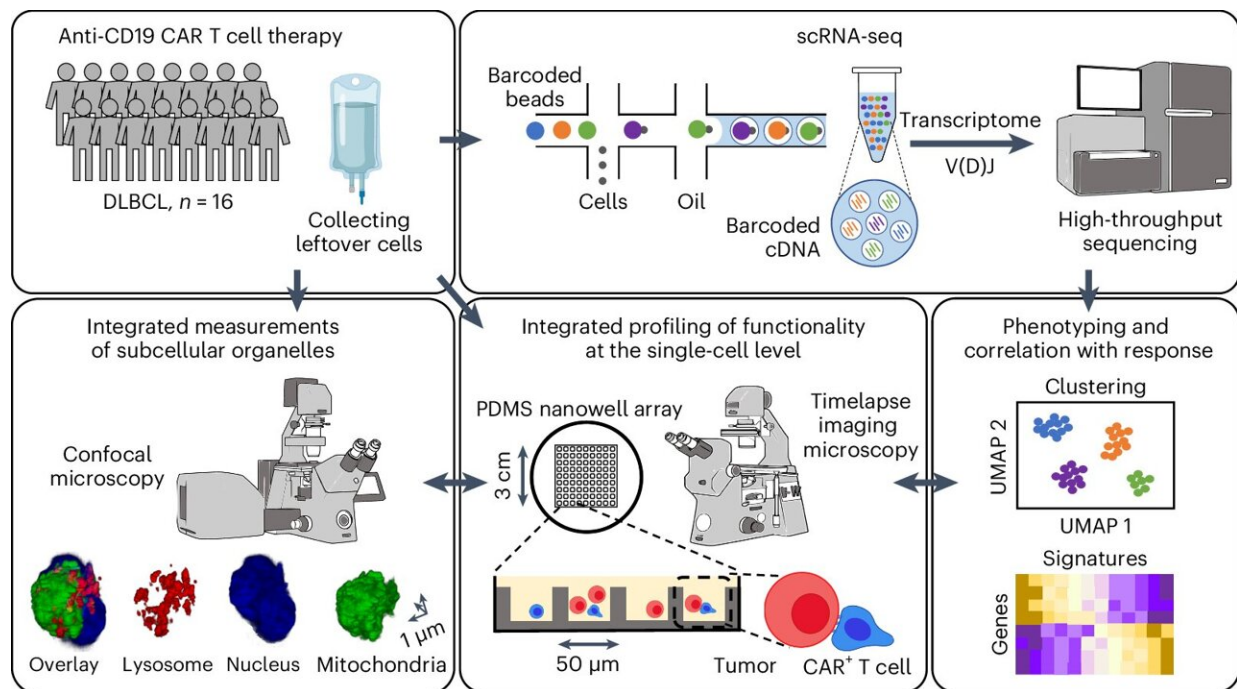 Anti-CD19 CAR T cell therapy
DLBCL, n = 16
Collecting
leftover cells
scRNA-seq
Barcoded
beads
Cells
Oil
Barcoded
cDNA
Transcriptome
V(D)J
High-throughput
sequencing
Integrated measurements
of subcellular organelles
Confocal
microscopy
1 µm
Overlay
Lysosome
Nucleus
Mitochondria
Integrated profiling of functionality
at the single-cell level
PDMS nanowell array
3 cm
Timelapse
imaging
microscopy
50 µm
Tumor
CAR⁺ T cell
Phenotyping and
correlation with response
Clustering
UMAP 2
UMAP 1
Signatures
Genes